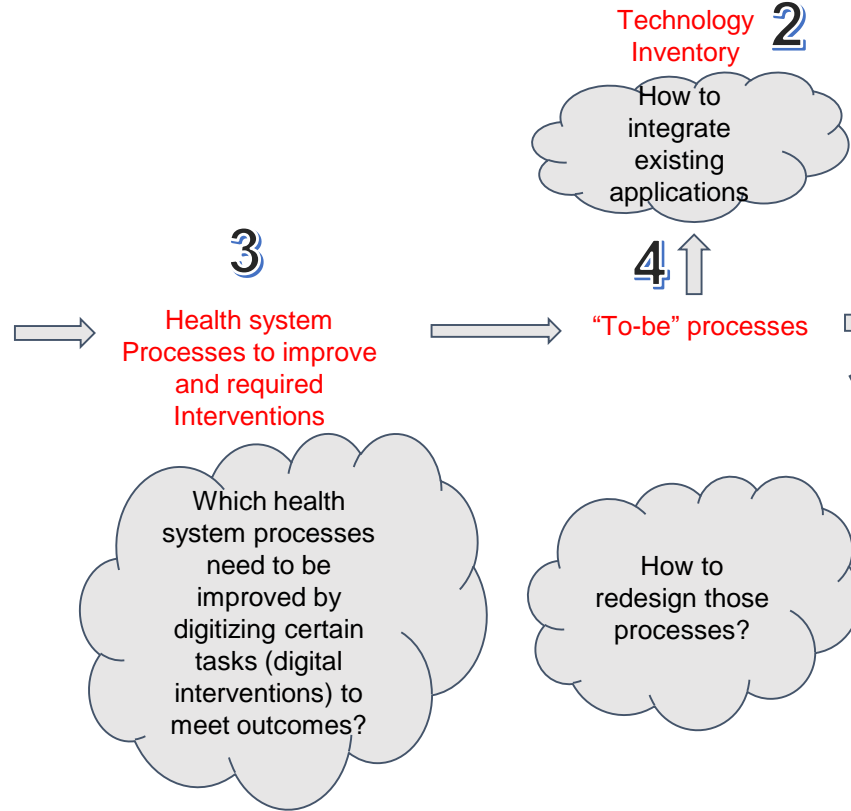 Technology
Inventory
2
How to
integrate
existing
applications
3
4
Health system
Processes to improve
and required
Interventions
“To-be” processes
Which health
system processes
need to be
improved by
digitizing certain
tasks (digital
interventions) to
meet outcomes?
How to
redesign those
processes?